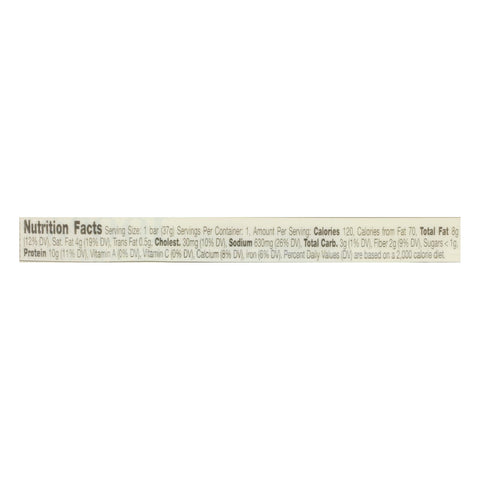 Nutrition Facts Serving Size: 1 bar (37g) Servings Per Container: 1. Amount Per Serving: Calories 120, Calories from Fat 70, Total Fat 8g
(12% DV), Sat. Fat 4g (19% DV), Trans Fat 0.5g, Cholest. 30mg (10% DV), Sodium 630mg (26% DV), Total Carb. 3g (1% DV), Fiber 2g (9% DV), Sugars < 1g,
Protein 10g (11% DV), Vitamin A (0% DV), Vitamin C (0% DV), Calcium (8% DV), Iron (6% DV). Percent Daily Values (DV) are based on a 2,000 calorie diet.